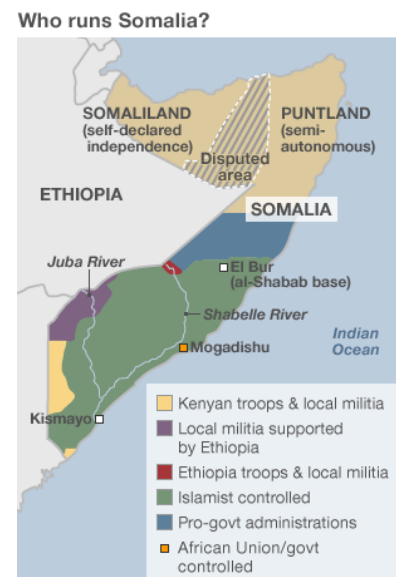 Who runs Somalia?
SOMALILAND
(self-declared
independence)
PUNTLAND
(semi-
autonomous)
Disputed
area
ETHIOPIA
SOMALIA
Juba River
El Bur
(al-Shabab base)
Shabelle River
Indian
Ocean
Mogadishu
Kismayo
Kenyan troops & local militia
Local militia supported
by Ethiopia
Ethiopia troops & local militia
Islamist controlled
Pro-govt administrations
African Union/govt
controlled